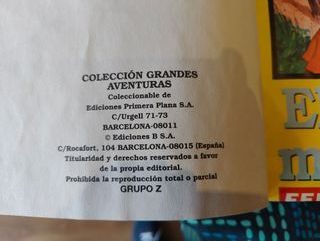 COLECCIÓN GRANDES
AVENTURAS
Coleccionable de
Ediciones Primera Plana S.A.
C/Urgell 71-73
BARCELONA-08011
© Ediciones B S.A.
C/Rocafort, 104 BARCELONA-08015 (España)
Titularidad y derechos reservados a favor
de la propia editorial.
Prohibida la reproducción total o parcial
GRUPO Z